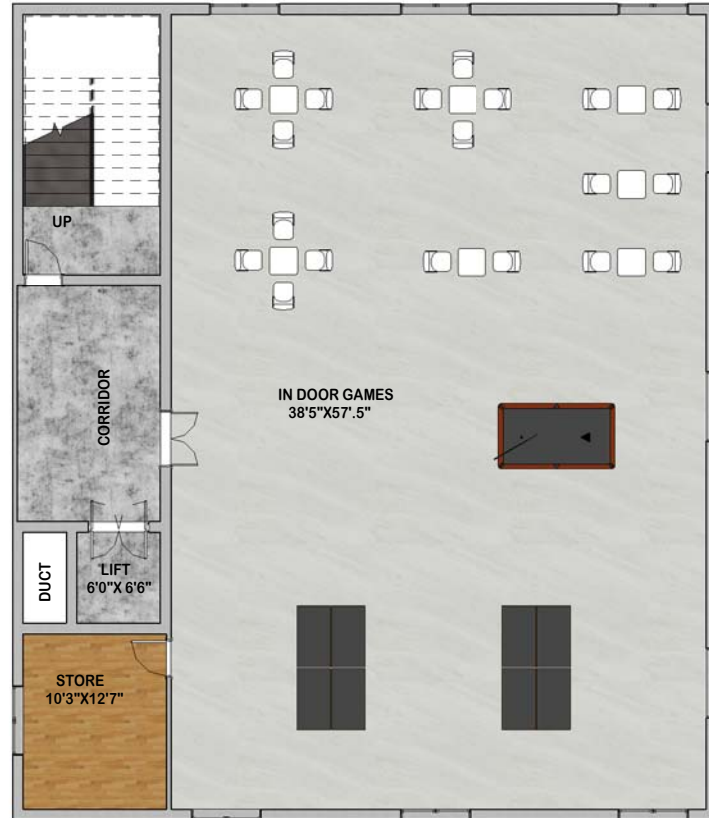 UP
CORRIDOR
IN DOOR GAMES
38'5"X57'.5"
DUCT
LIFT
6'0"X 6'6"
STORE
10'3"X12'7"